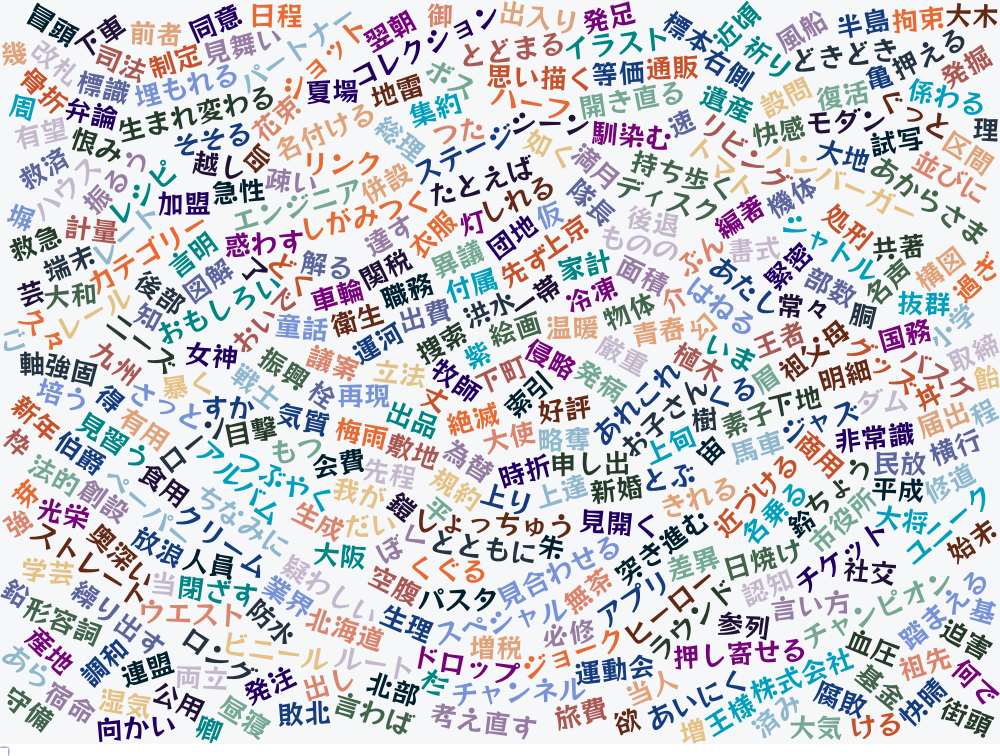 冒頭
下車
前者
同意
日程
パートナー
ショット
翌朝
御
コレクション
出入り
発足
標本
近頃
祈り
風船
半島
拘束
大木
幾
改札
司法
制定
見舞い
とどまる
イラスト
右側
どきどき
押える
発掘
骨折
標識
埋もれる
夏場
地雷
ボス
思い描く
等価
通販
設問
復活
亀
係わる
周
弁論
生まれ変わる
花束
名付ける
集約
ハーフ
開き直る
遺産
快感
モダン
ぐっと
理
有望
恨み
そそる
総理
つた
ステージ
シーン
如く
馴染む
速
リビング
トマト
ハンバーガー
大地
試写
区間
救済
ハウス
振るう
レシピ
越し
リンク
疎い
併設
たとえば
満月
持ち歩く
ディスク
機体
あからさま
並びに
塀
計量
レート
加盟
急性
エンジニア
しがみつく
しれる
灯
隊長
仮
後退
編著
シャトル
処刑
共著
救急
端末
カテゴリー
言明
惑わす
達す
衣服
団地
上京
ものの
ぶん
書式
緊密
名声
構図
過ぎ
芸
大和
レール
後部
図解
おもしろい
解る
関税
異議
先ず
家計
面積
あたし
部数
抜群
久々
知
車輪
職務
付属
洪水
一帯
冷凍
物体
介
はねる
常々
胴
国務
小学
ニーズ
女神
おい
童話
衛生
運河
出費
捜索
絵画
温暖
青春
幻
いま
王者
祖父母
グッズ
バス
取締
軸
強固
九州
振興
議案
立法
紫
下町
侵略
厳重
植木
眉
明細
丼
飴
培う
得
さっと
暴く
戦士
栓
再現
牧師
索引
発病
あれこれ
くる
下地
ダム
届出
程
新年
見習う
有用
すか
目撃
気質
丈
出品
絶滅
好評
お子さん
樹
素子
ジャズ
非常識
横行
枠
伯爵
ローン
もつ
梅雨
敷地
為替
大使
略奪
上旬
宙
馬車
商用
民放
法的
創設
ペーパー
食用
アルバム
つぶやく
会費
先程
規約
時折
申し出
とぶ
近づける
ちょう
平成
修道
光栄
ちなみに
我が
鎧
上り
上達
新婚
きれる
名乗る
鈴
市役所
大将
ユニーク
強
ストレート
奥深い
放浪
クリーム
生成
だい
しょっちゅう
見開く
突き進む
日焼け
チケット
始末
学芸
人員
大阪
ぼく
とともに
朱
差異
社交
鉛
繰り出す
当
閉ざす
疑わしい
空腹
くぐる
見合わせる
無茶
アプリ
ヒーロー
認知
言い方
チャンピオン
踏まえる
基
形容詞
ウエスト
防水
業界
北海道
生理
パスタ
スペシャル
必修
ラウンド
参列
迫害
産地
調和
ロング
ビニール
ルート
ドロップ
増税
ジョーク
運動会
押し寄せる
血圧
祖先
何で
あら
宿命
連盟
両立
発注
出し
北部
杉
チャンネル
当人
あいにく
株式会社
基金
快晴
守備
湿気
公用
昼寝
敗北
言わば
考え直す
旅費
欲
王様
済み
腐敗
街頭
向かい
卿
増
大気
ける